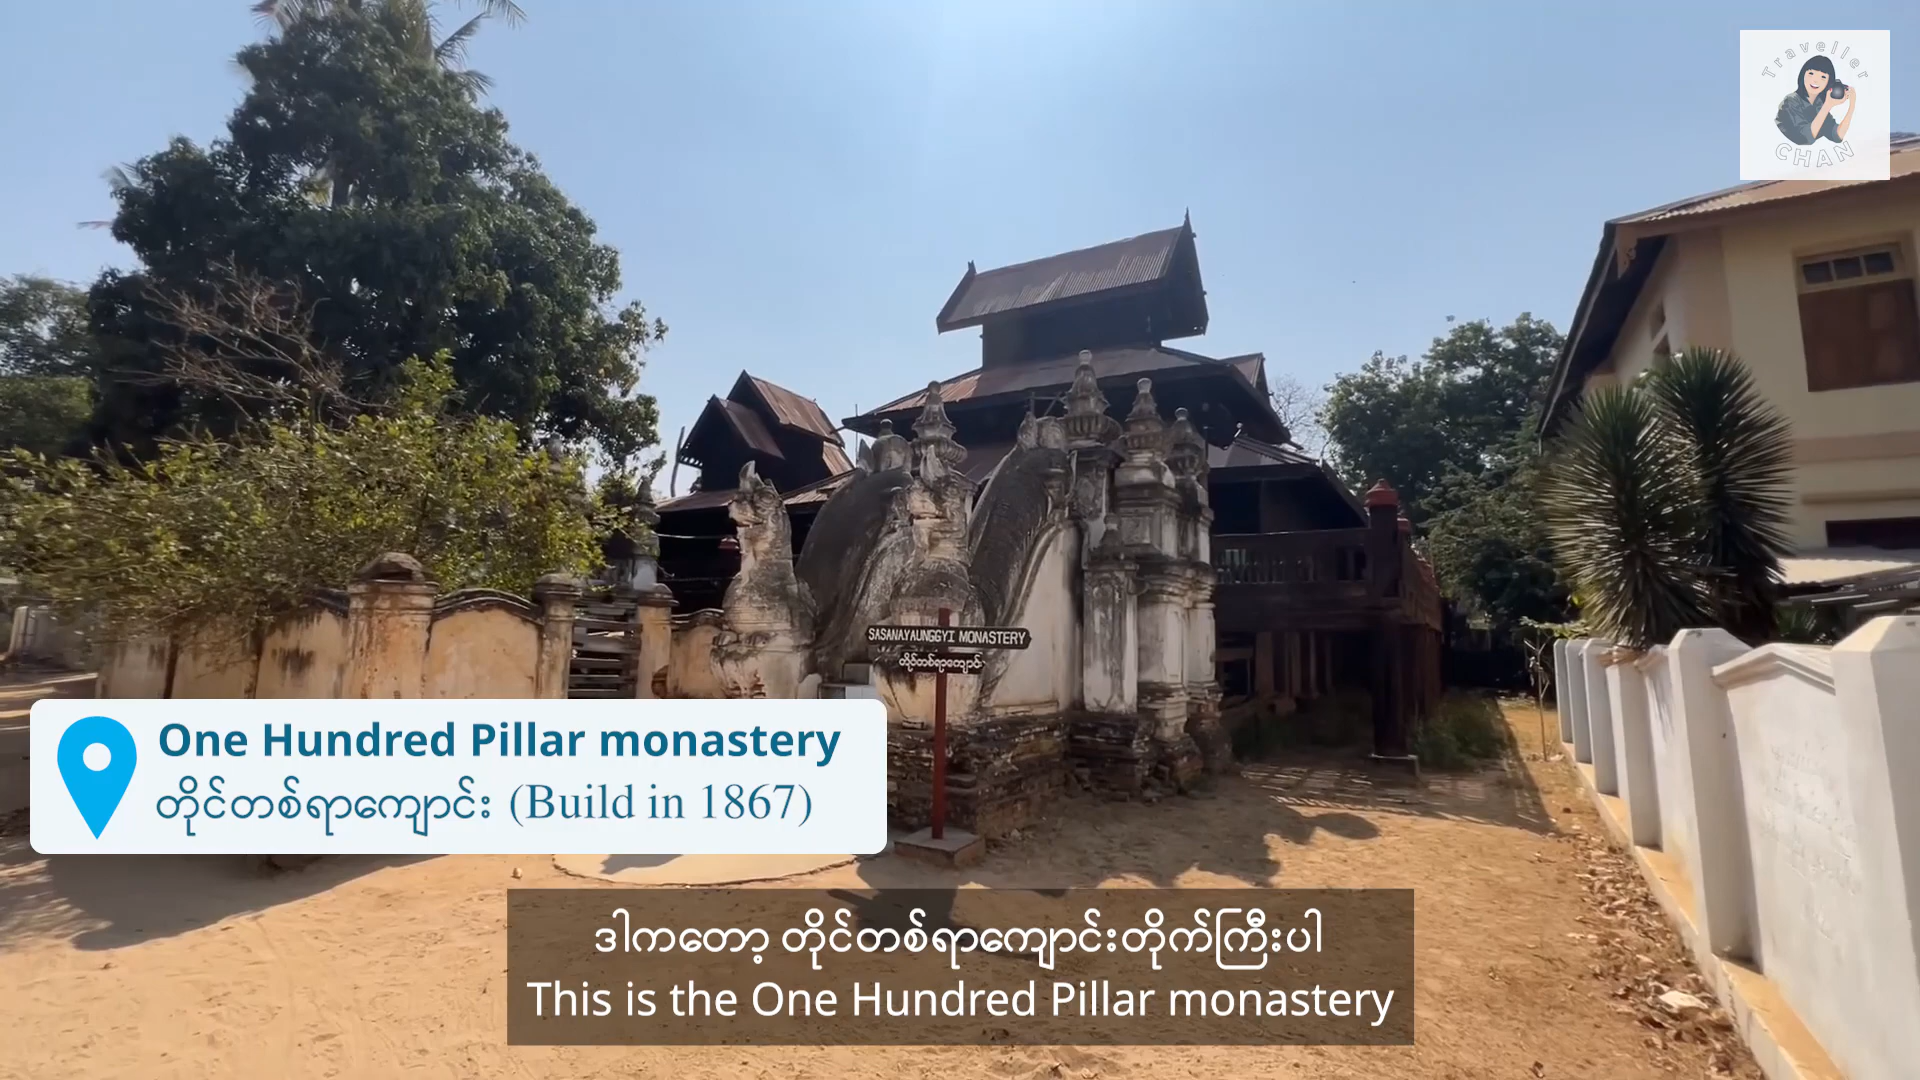 Traveller
CHAN
SASANAYAUNGGYI MONASTERY
တိုင်တစ်ရာကျောင်း
One Hundred Pillar monastery
တိုင်တစ်ရာကျောင်း (Build in 1867)
ဒါကတော့ တိုင်တစ်ရာကျောင်းတိုက်ကြီးပါ
This is the One Hundred Pillar monastery